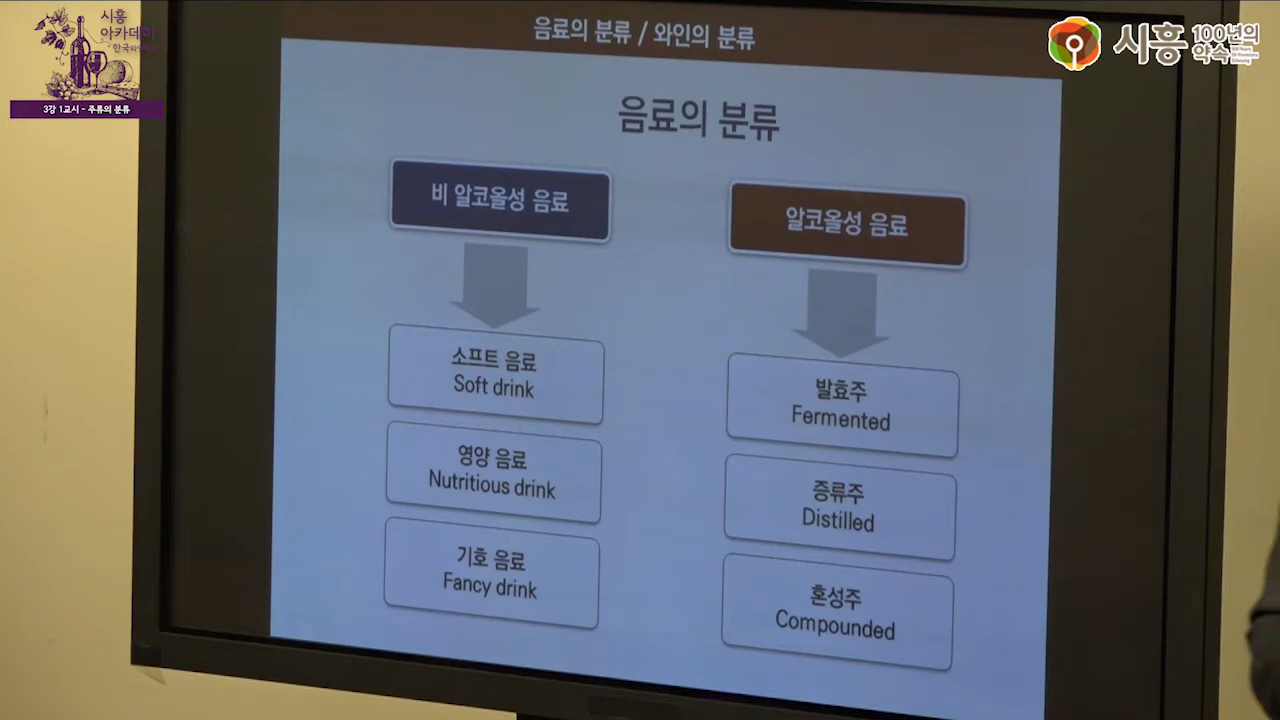 시흥
아카데미
3강 1교시 - 주류의 분류
시흥 100년의
약속
음료의 분류 / 와인의 분류
음료의 분류
비 알코올성 음료
소프트 음료
Soft drink
영양 음료
Nutritious drink
기호 음료
Fancy drink
알코올성 음료
발효주
Fermented
증류주
Distilled
혼성주
Compounded